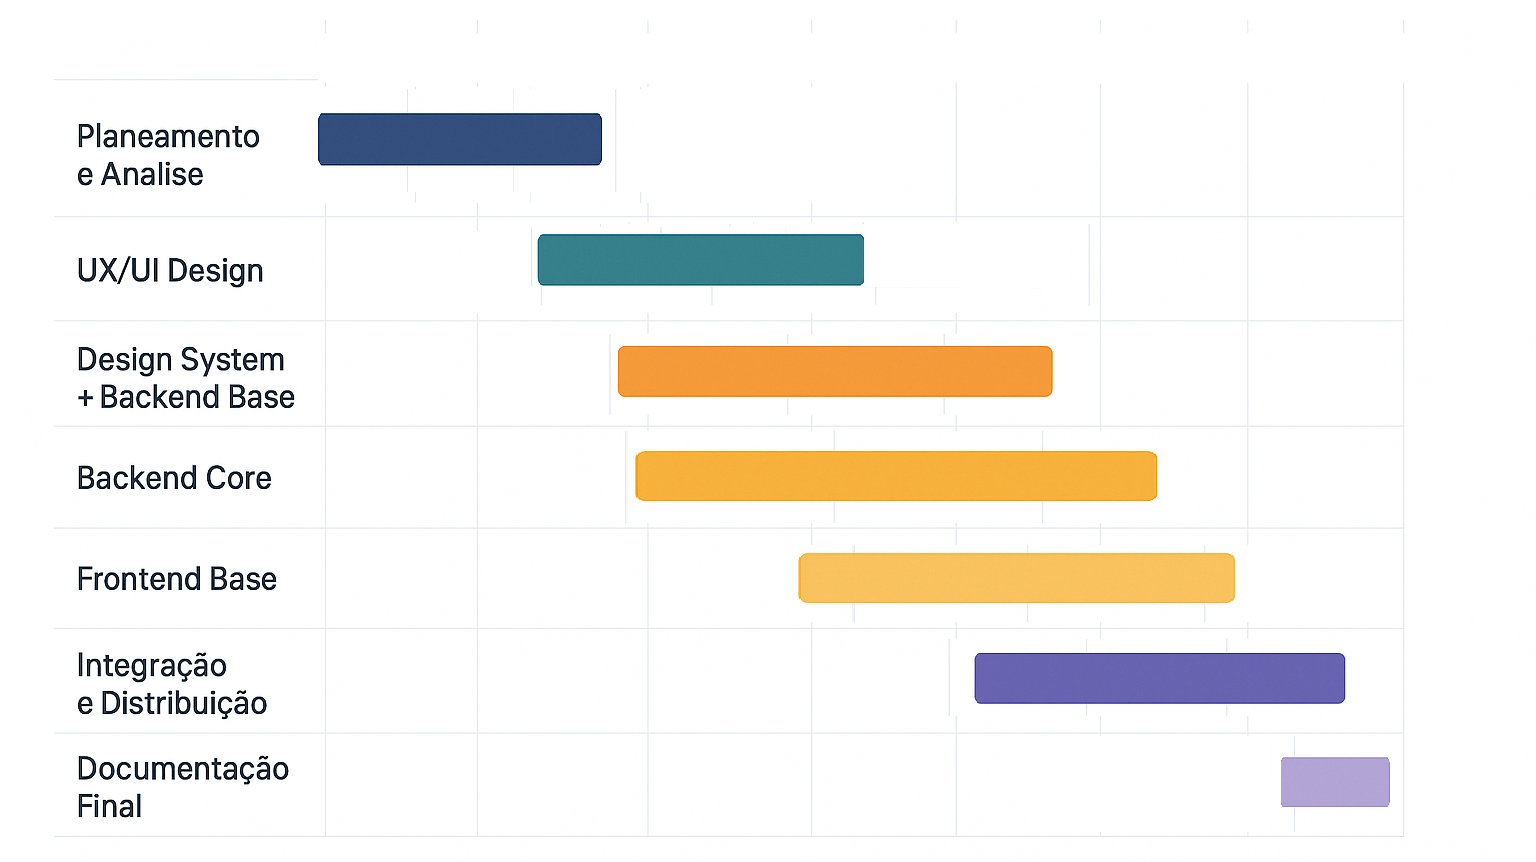 Planeamento
e Analise
UX/UI Design
Design System
+ Backend Base
Backend Core
Frontend Base
Integração
e Distribuição
Documentação
Final